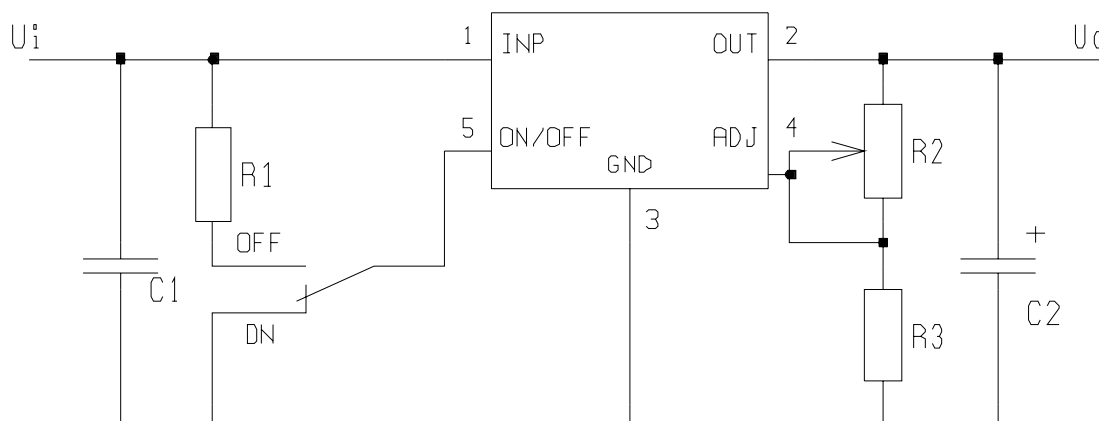 Ui
1
INP
OUT
2
Uo
5
ON/OFF
ADJ
4
GND
3
R1
R2
OFF
+
C1
DN
C2
R3